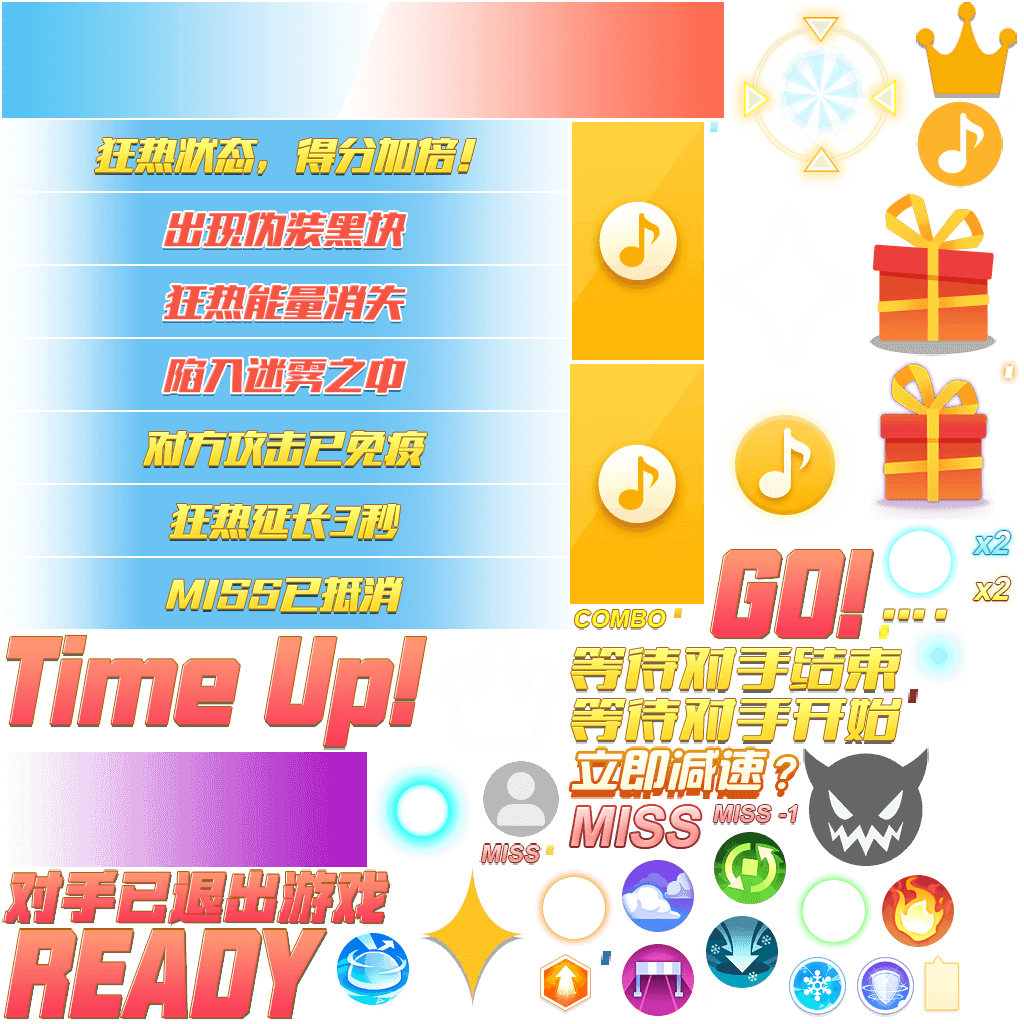 狂热状态，得分加倍！
出现伪装黑块
狂热能量消失
陷入迷雾之中
对方攻击已免疫
狂热延长3秒
MISS已抵消
x2
x2
GO!
COMBO
Time Up!
等待对手结束
等待对手开始
立即减速?
MISS
MISS -1
MISS
对手已退出游戏
READY